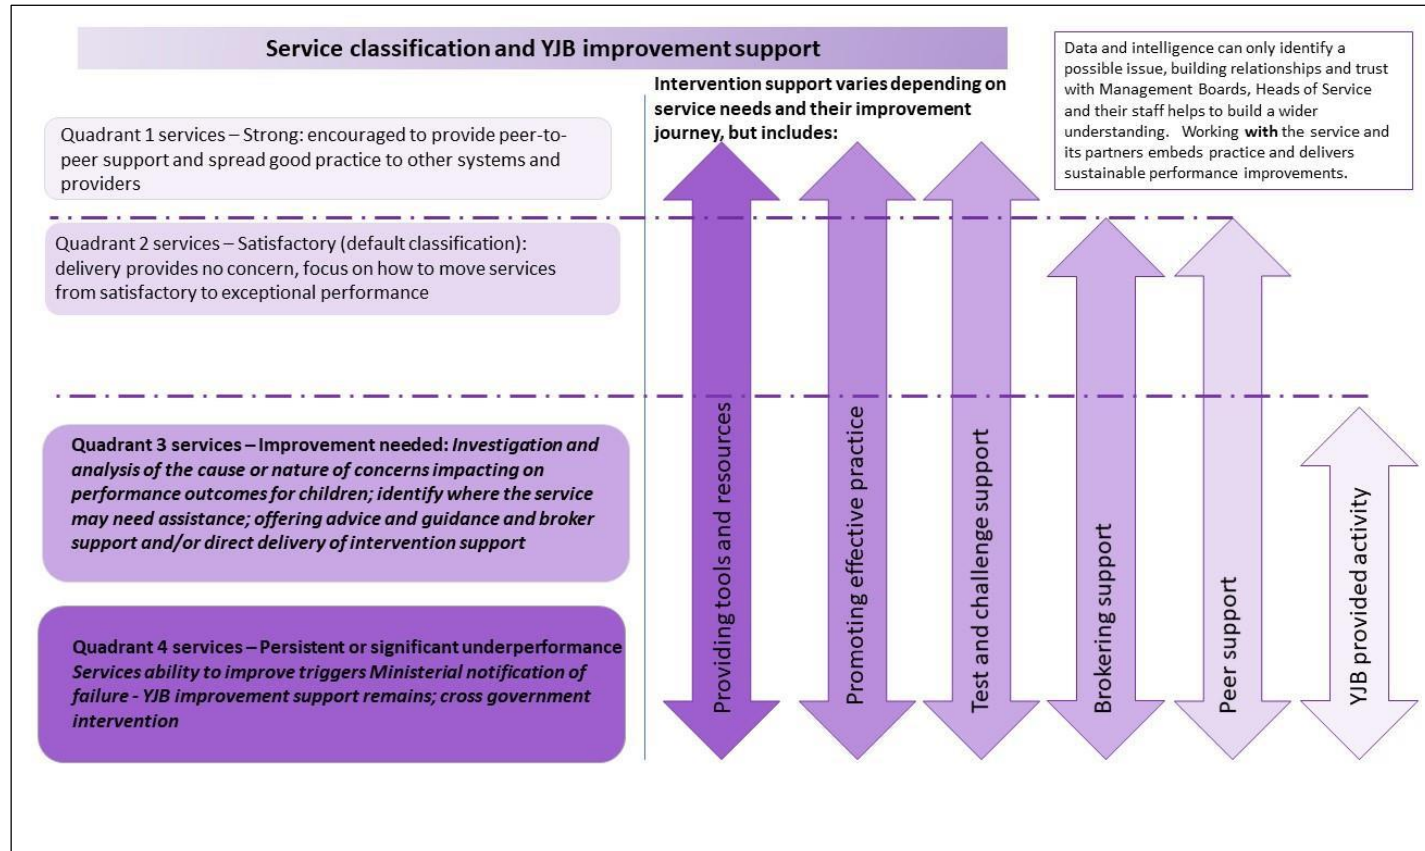 Service classification and YJB improvement support
Quadrant 1 services – Strong: encouraged to provide peer-to-
peer support and spread good practice to other systems and
providers
Quadrant 2 services – Satisfactory (default classification):
delivery provides no concern, focus on how to move services
from satisfactory to exceptional performance
Quadrant 3 services – Improvement needed: Investigation and
analysis of the cause or nature of concerns impacting on
performance outcomes for children; identify where the service
may need assistance; offering advice and guidance and broker
support and/or direct delivery of intervention support
Quadrant 4 services – Persistent or significant underperformance
Services ability to improve triggers Ministerial notification of
failure - YJB improvement support remains; cross government
intervention
Intervention support varies depending on
service needs and their improvement
journey, but includes:
Providing tools and resources
Promoting effective practice
Test and challenge support
Brokering support
Peer support
YJB provided activity
Data and intelligence can only identify a
possible issue, building relationships and trust
with Management Boards, Heads of Service
and their staff helps to build a wider
understanding. Working with the service and
its partners embeds practice and delivers
sustainable performance improvements.